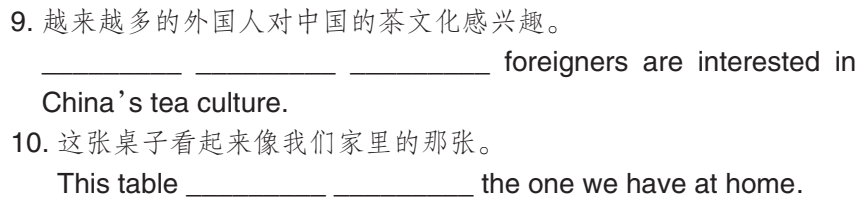 9. 越来越多的外国人对中国的茶文化感兴趣。
_________ _________ _________ foreigners are interested in
China’s tea culture.
10. 这张桌子看起来像我们家里的那张。
This table _________ _________ the one we have at home.